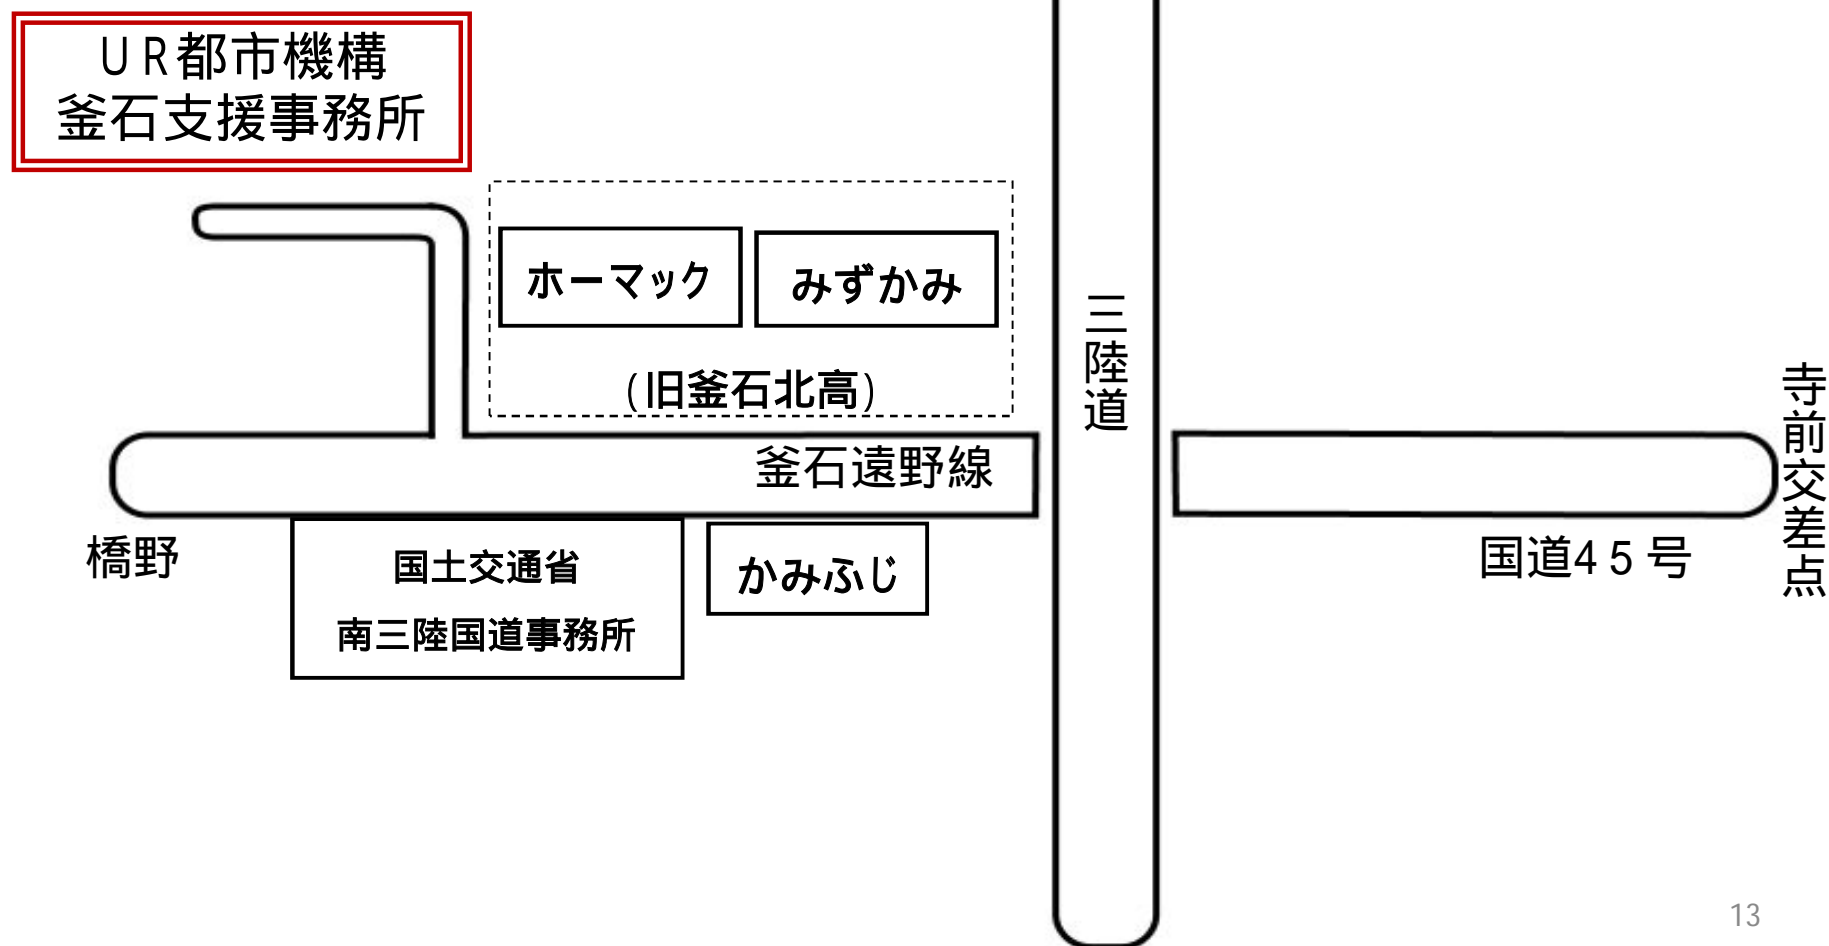 UR都市機構
釜石支援事務所
ホーマック
みずかみ
(旧釜石北高)
三陸道
釜石遠野線
寺前交差点
橋野
国土交通省
南三陸国道事務所
かみふじ
国道45号
13